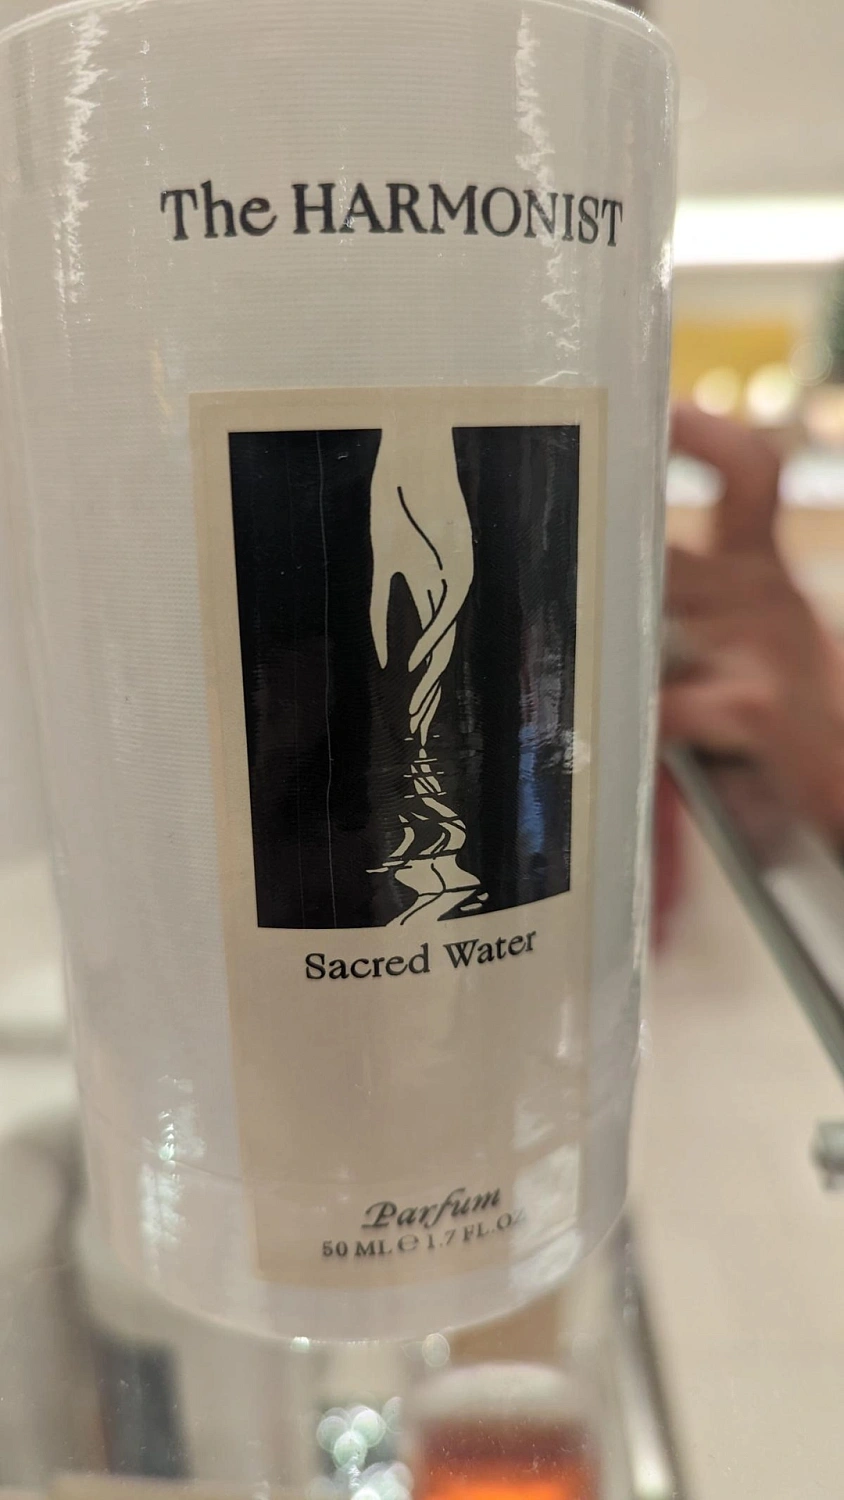 The HARMONIST
Sacred Water
Parfum
50 ML ℮ 1.7 FL.OZ